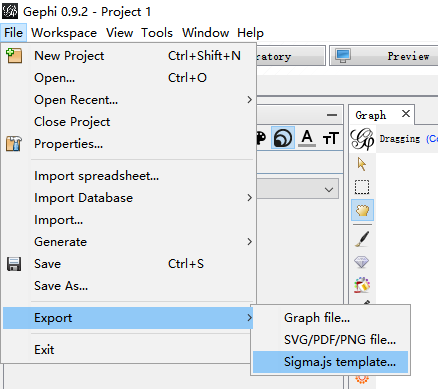 Gephi 0.9.2 - Project 1
File Workspace View Tools Window Help
New Project Ctrl+Shift+N
Open... Ctrl+O
Open Recent...
Close Project
Properties...
Import spreadsheet...
Import Database
Import...
Generate
Save Ctrl+S
Save As...
Export
Exit
Graph file...
SVG/PDF/PNG file...
Sigma.js template...
Preview
Graph
Dragging